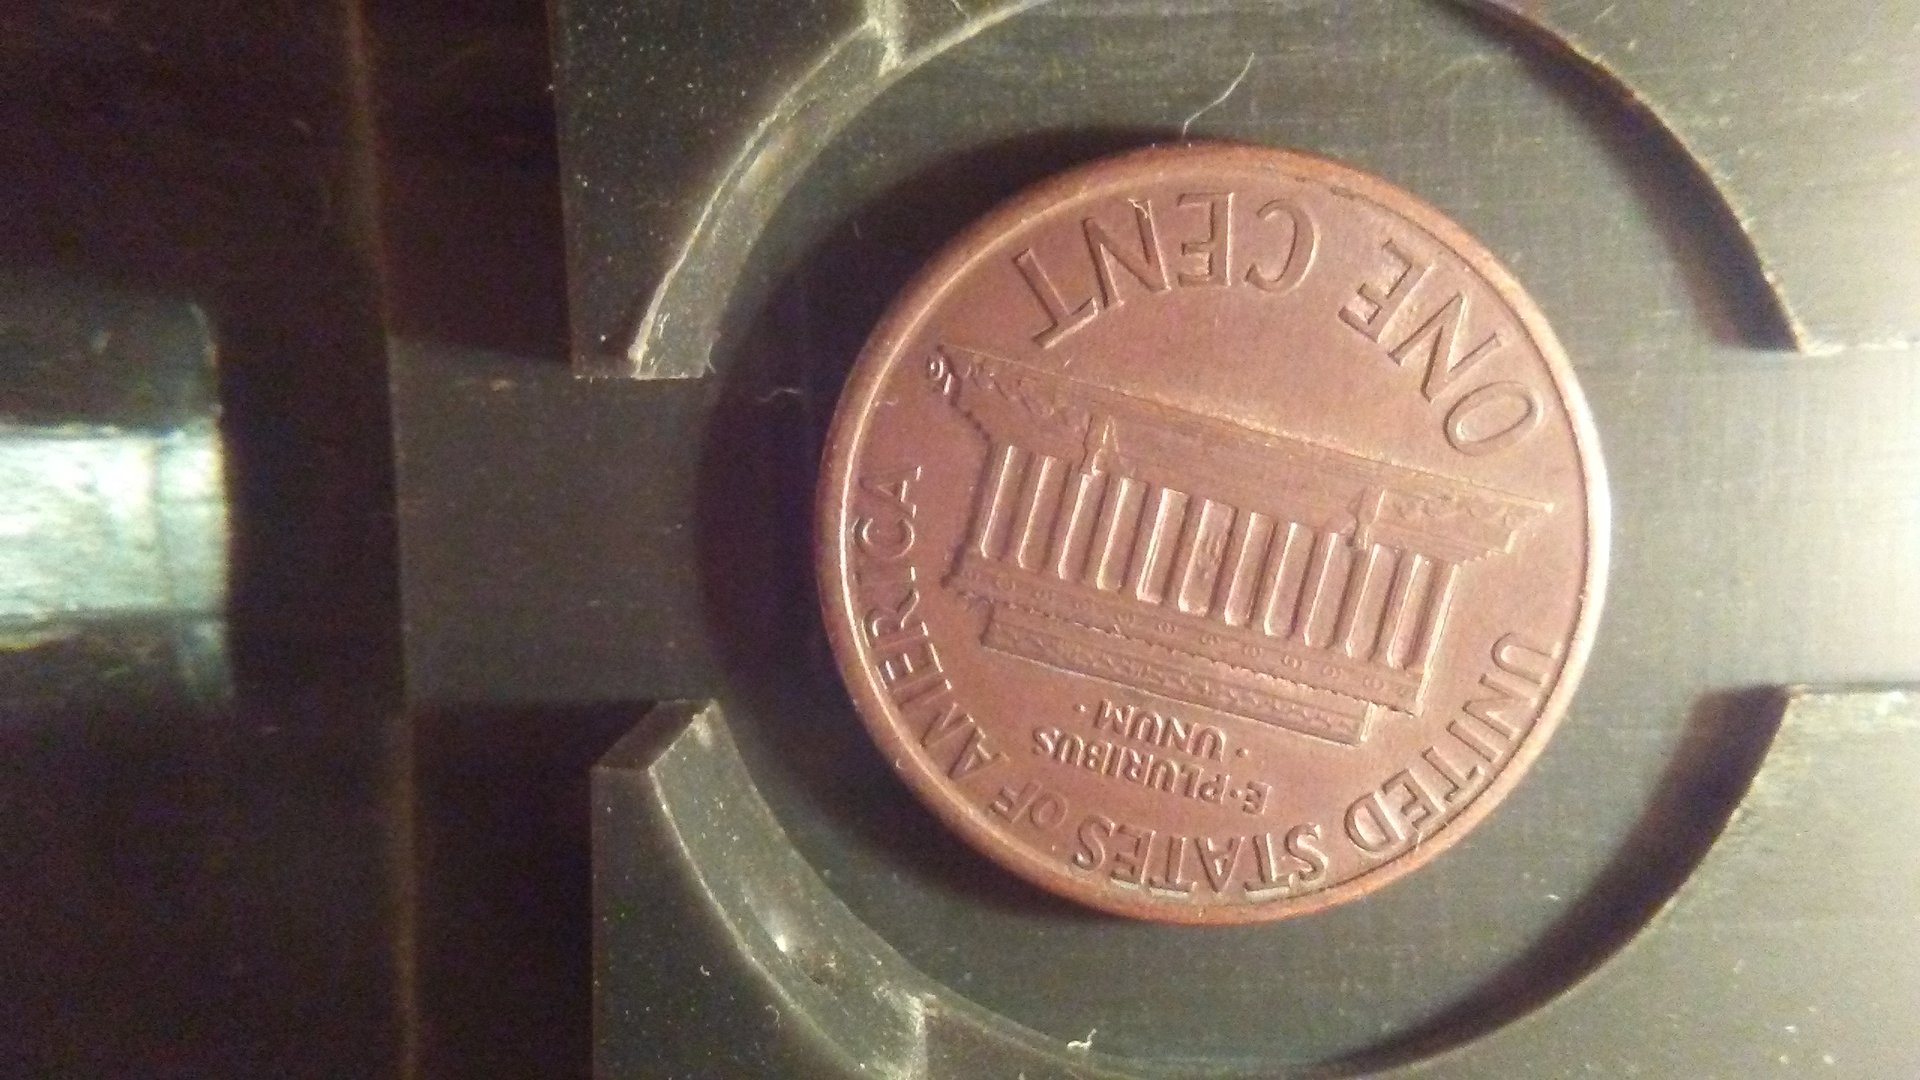 UNITED STATES OF AMERICA
E·PLURIBUS
· UNUM ·
ONE CENT